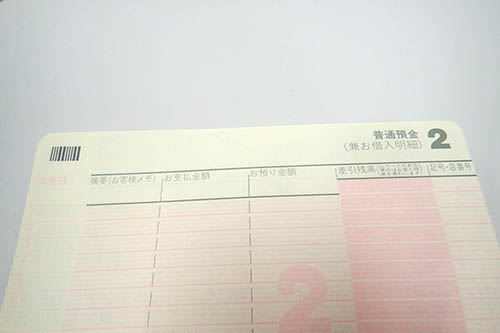 普通預金 2
(兼お借入明細)
年月日 摘要(お客様メモ) お支払金額 お預り金額 差引残高 記号・店番号
2